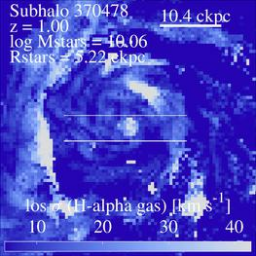 Subhalo 370478
10.4 ckpc
z = 1.00
log Mstars = 10.06
Rstars = 5.22 ckpc
los σ (H-alpha gas) [km s⁻¹]
10 20 30 40